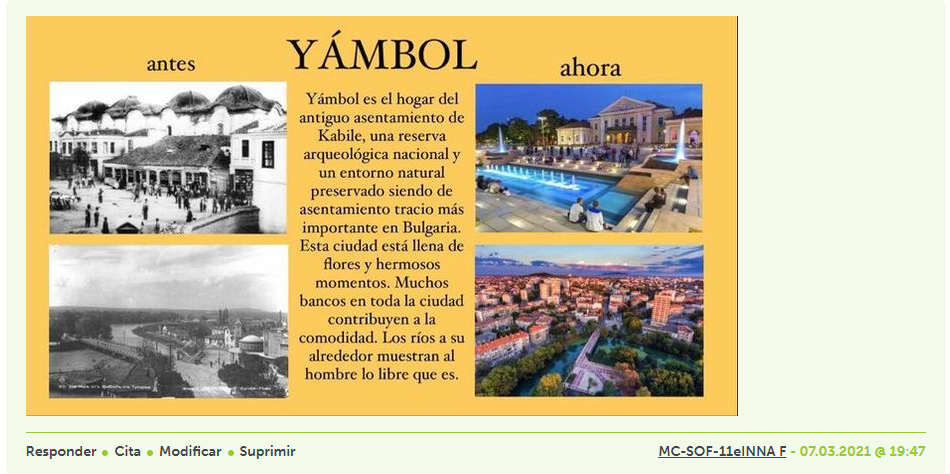 YÁMBOL
antes
ahora
Yámbol es el hogar del
antiguo asentamiento de
Kabile, una reserva
arqueológica nacional y
un entorno natural
preservado siendo de
asentamiento tracio más
importante en Bulgaria.
Esta ciudad está llena de
flores y hermosos
momentos. Muchos
bancos en toda la ciudad
contribuyen a la
comodidad. Los ríos a su
alrededor muestran al
hombre lo libre que es.
Responder • Cita • Modificar • Suprimir
MC-SOF-11eINNA F - 07.03.2021 @ 19:47